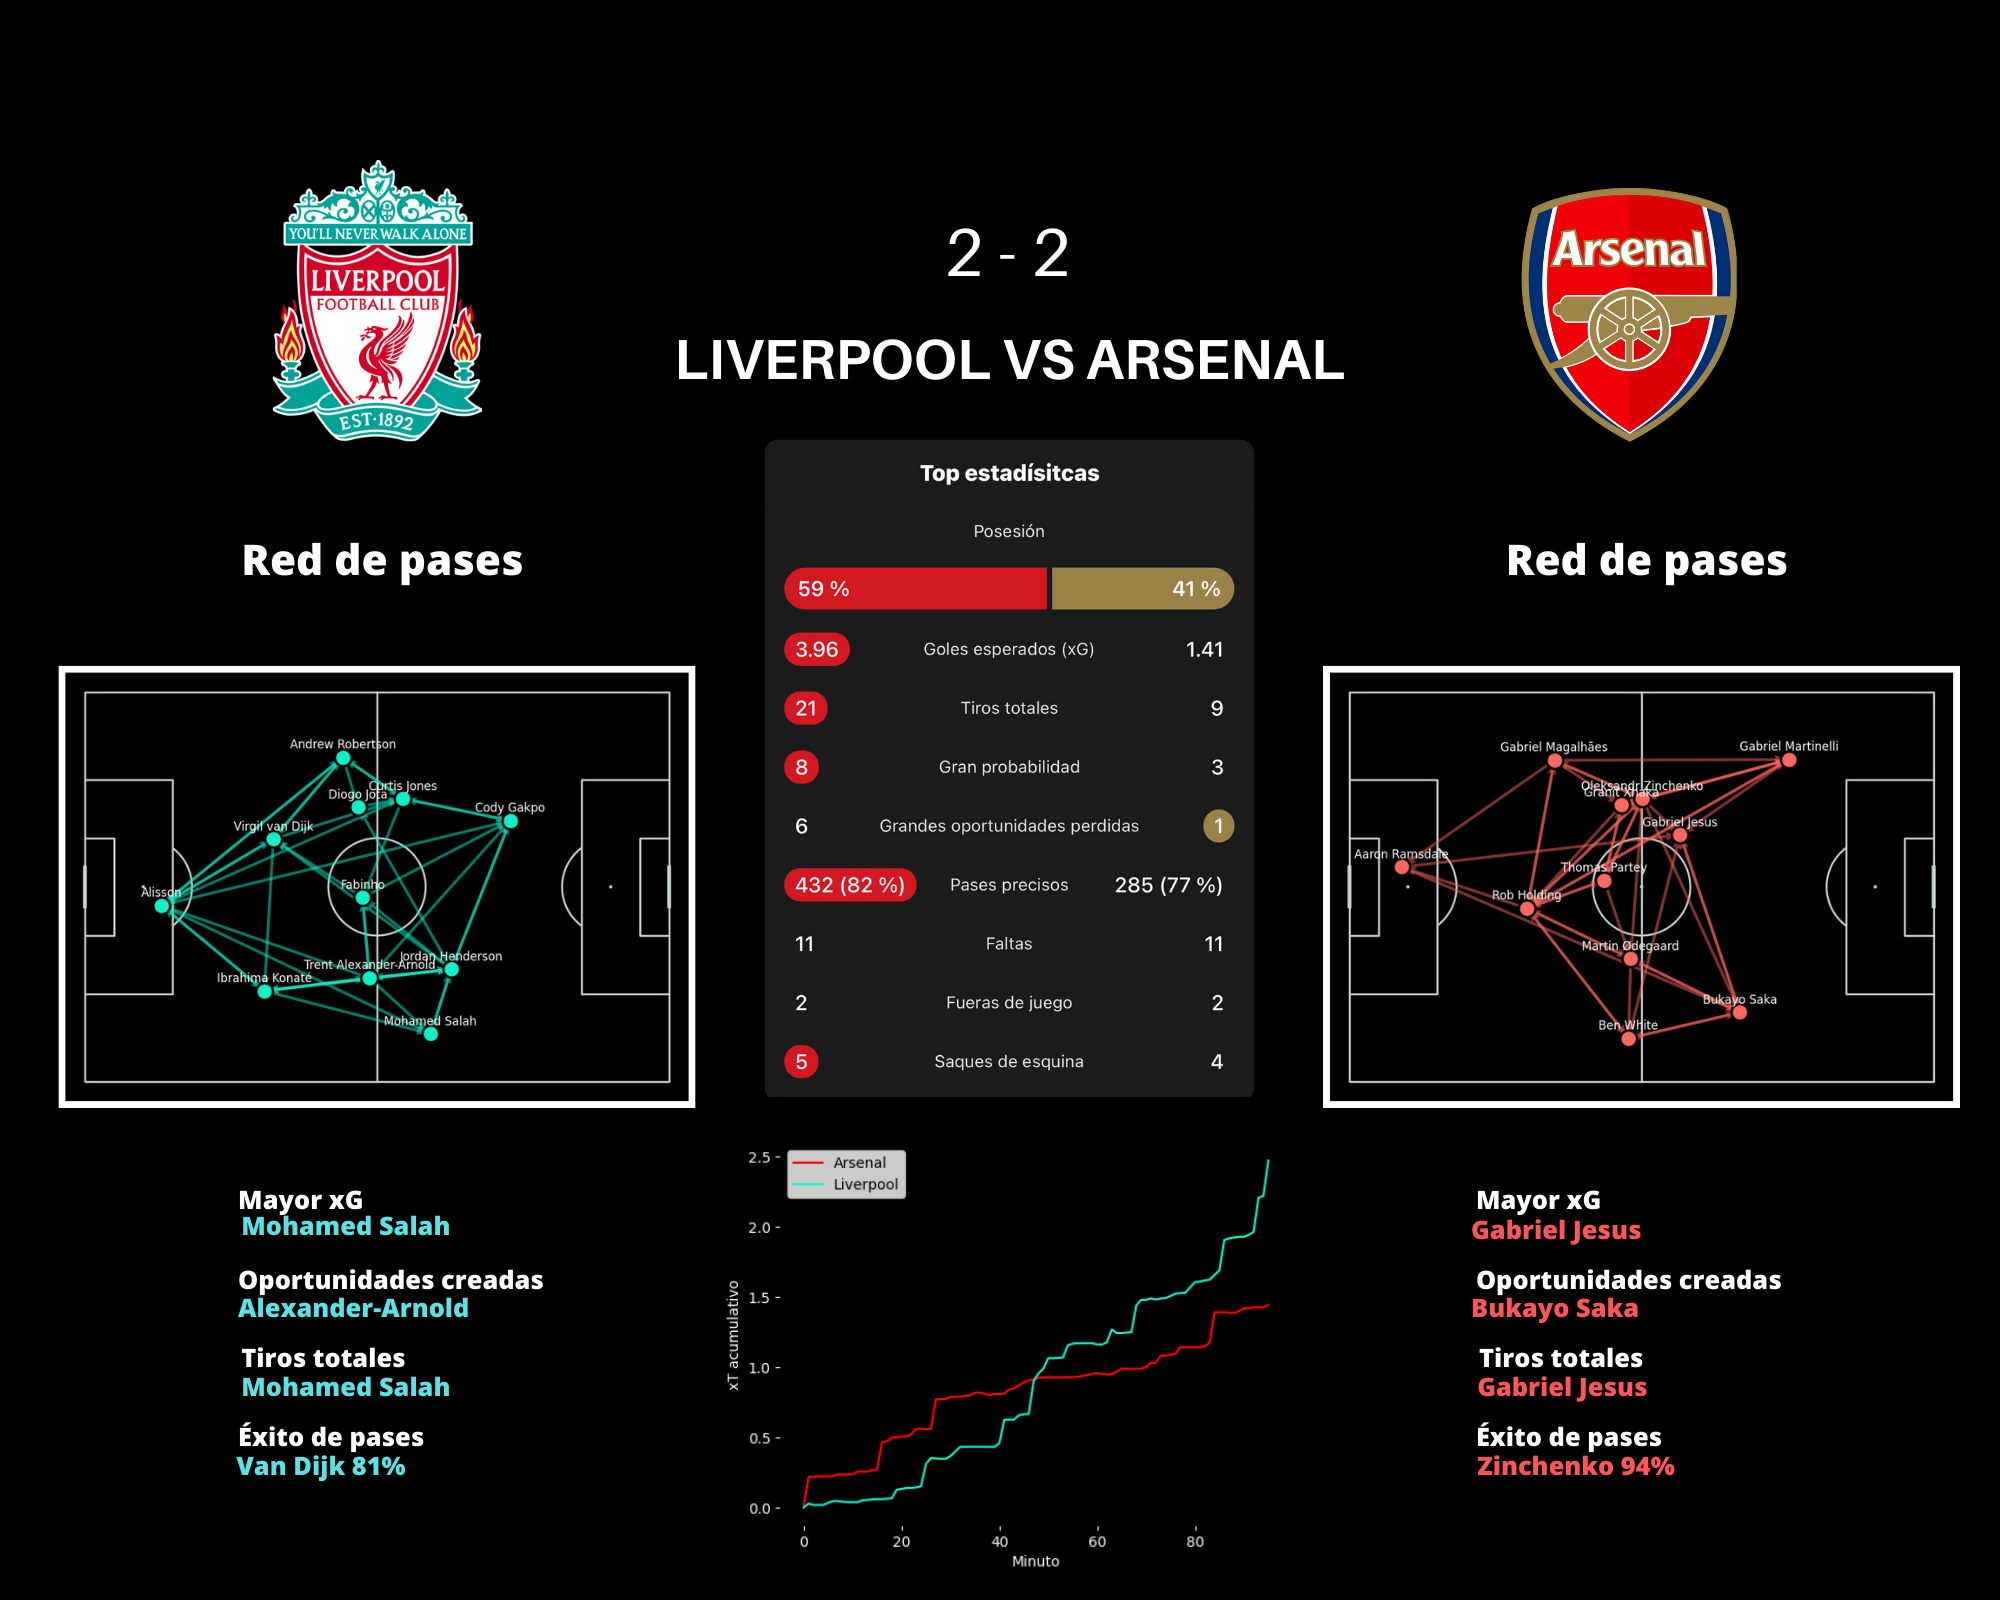 YOU'LL NEVER WALK ALONE
LIVERPOOL
FOOTBALL CLUB
EST·1892
2 - 2
LIVERPOOL VS ARSENAL
Arsenal
Red de pases
Andrew Robertson
Curtis Jones
Diogo Jota
Cody Gakpo
Virgil van Dijk
Alisson
Fabinho
Jordan Henderson
Trent Alexander-Arnold
Ibrahima Konaté
Mohamed Salah
Top estadísitcas
Posesión
59 % 41 %
3.96 Goles esperados (xG) 1.41
21 Tiros totales 9
8 Gran probabilidad 3
6 Grandes oportunidades perdidas 1
432 (82 %) Pases precisos 285 (77 %)
11 Faltas 11
2 Fueras de juego 2
5 Saques de esquina 4
Red de pases
Gabriel Magalhães
Gabriel Martinelli
Oleksandr Zinchenko
Granit Xhaka
Gabriel Jesus
Aaron Ramsdale
Thomas Partey
Rob Holding
Martin Ødegaard
Bukayo Saka
Ben White
Mayor xG
Mohamed Salah
Oportunidades creadas
Alexander-Arnold
Tiros totales
Mohamed Salah
Éxito de pases
Van Dijk 81%
Arsenal
Liverpool
xT acumulativo
2.5
2.0
1.5
1.0
0.5
0.0
0 20 40 60 80
Minuto
Mayor xG
Gabriel Jesus
Oportunidades creadas
Bukayo Saka
Tiros totales
Gabriel Jesus
Éxito de pases
Zinchenko 94%